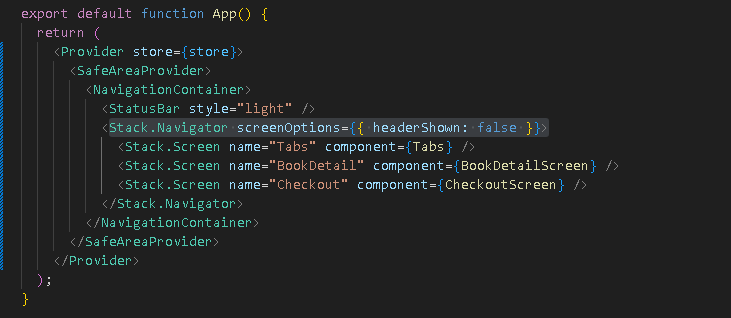 export default function App() {
  return (
    <Provider store={store}>
      <SafeAreaProvider>
        <NavigationContainer>
          <StatusBar style="light" />
          <Stack.Navigator screenOptions={{ headerShown: false }}>
            <Stack.Screen name="Tabs" component={Tabs} />
            <Stack.Screen name="BookDetail" component={BookDetailScreen} />
            <Stack.Screen name="Checkout" component={CheckoutScreen} />
          </Stack.Navigator>
        </NavigationContainer>
      </SafeAreaProvider>
    </Provider>
  );
}